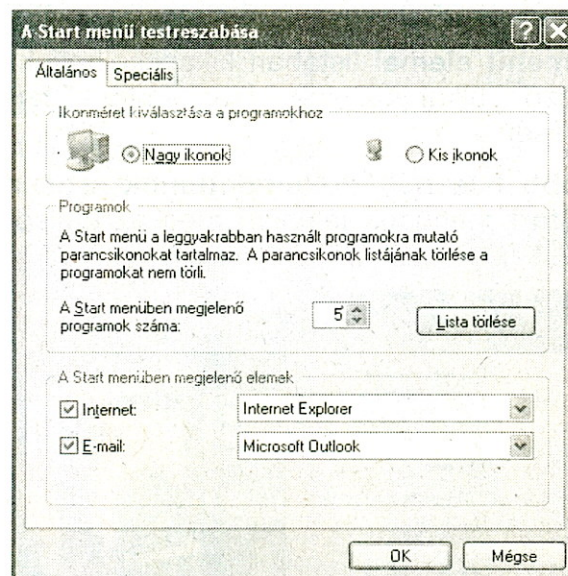 A Start menü testreszabása
Általános Speciális
Ikonméret kiválasztása a programokhoz
Nagy ikonok Kis ikonok
Programok
A Start menü a leggyakrabban használt programokra mutató
parancsikonokat tartalmaz. A parancsikonok listájának törlése a
programokat nem törli.
A Start menüben megjelenő
programok száma:
5
Lista törlése
A Start menüben megjelenő elemek
Internet: Internet Explorer
E-mail: Microsoft Outlook
OK Mégse